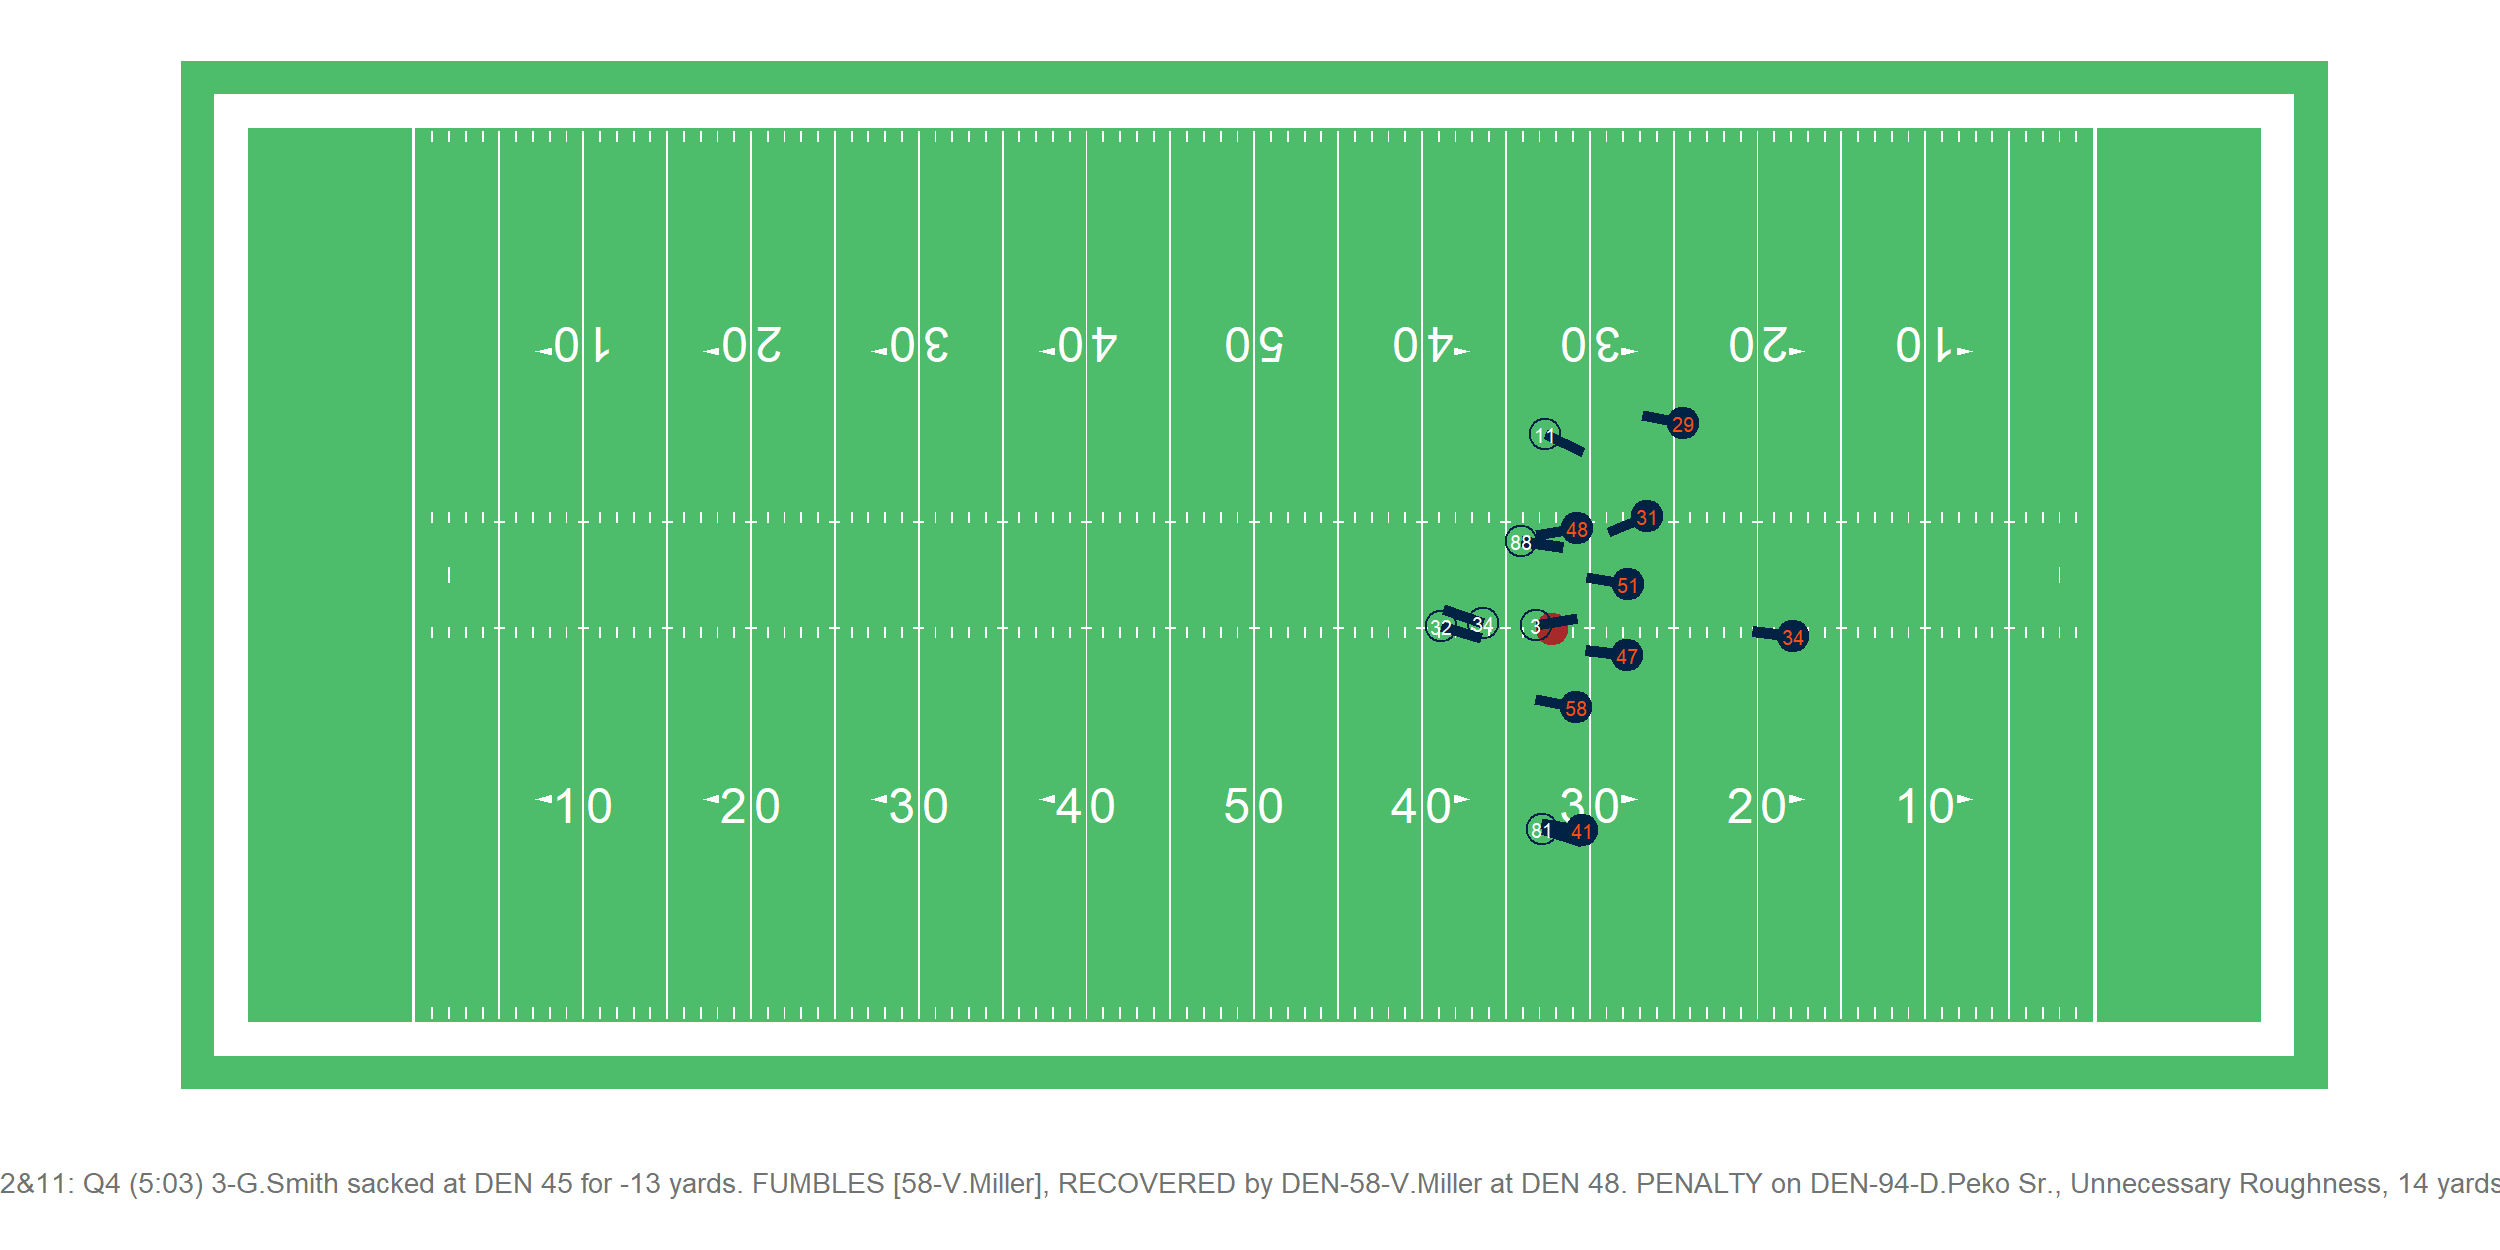 10 20 30 40 50 40 30 20 10
29
11
31
48
88
51
32 34 3
34
47
58
10 20 30 40 50 40 30 20 10
81 41
2&11: Q4 (5:03) 3-G.Smith sacked at DEN 45 for -13 yards. FUMBLES [58-V.Miller], RECOVERED by DEN-58-V.Miller at DEN 48. PENALTY on DEN-94-D.Peko Sr., Unnecessary Roughness, 14 yards